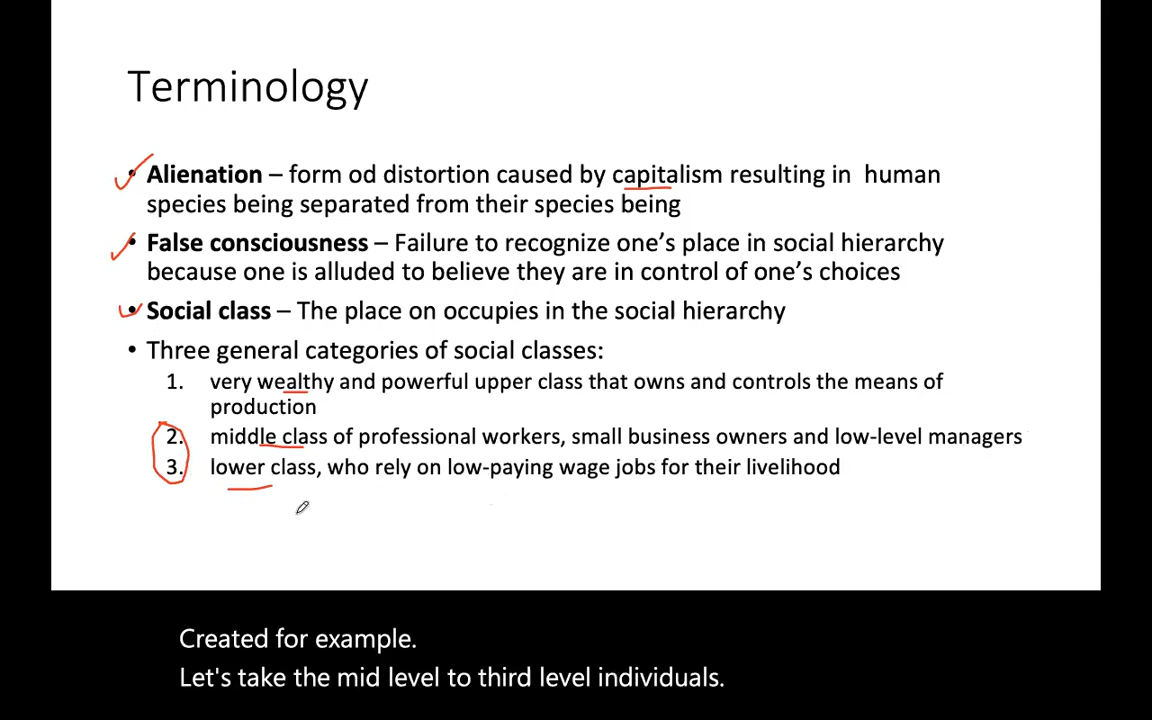 Terminology
• Alienation – form od distortion caused by capitalism resulting in human
species being separated from their species being
• False consciousness – Failure to recognize one's place in social hierarchy
because one is alluded to believe they are in control of one's choices
• Social class – The place on occupies in the social hierarchy
• Three general categories of social classes:
1. very wealthy and powerful upper class that owns and controls the means of
production
2. middle class of professional workers, small business owners and low-level managers
3. lower class, who rely on low-paying wage jobs for their livelihood
Created for example.
Let's take the mid level to third level individuals.